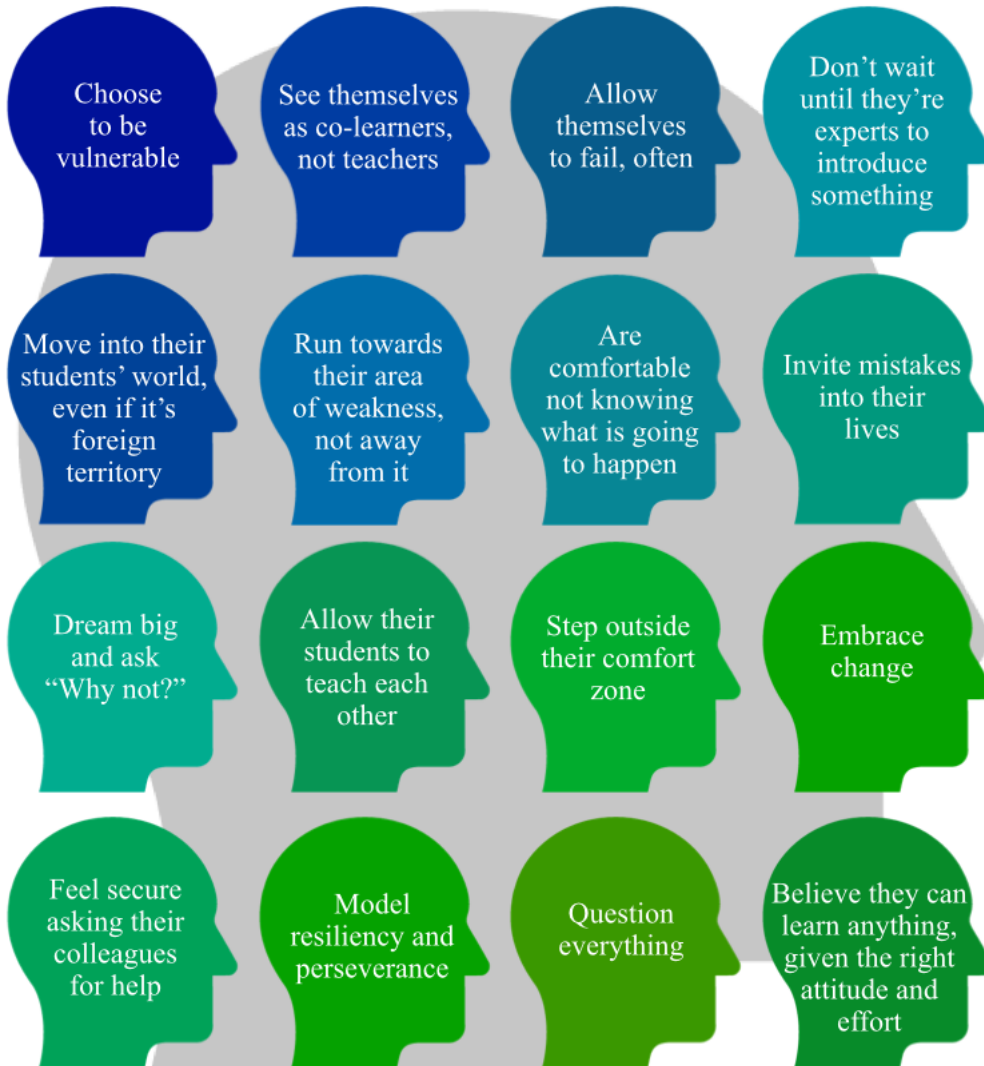 Choose
to be
vulnerable
See themselves
as co-learners,
not teachers
Allow
themselves
to fail, often
Don’t wait
until they’re
experts to
introduce
something
Move into their
students’ world,
even if it’s
foreign
territory
Run towards
their area
of weakness,
not away
from it
Are
comfortable
not knowing
what is going
to happen
Invite mistakes
into their
lives
Dream big
and ask
“Why not?”
Allow their
students to
teach each
other
Step outside
their comfort
zone
Embrace
change
Feel secure
asking their
colleagues
for help
Model
resiliency and
perseverance
Question
everything
Believe they can
learn anything,
given the right
attitude and
effort